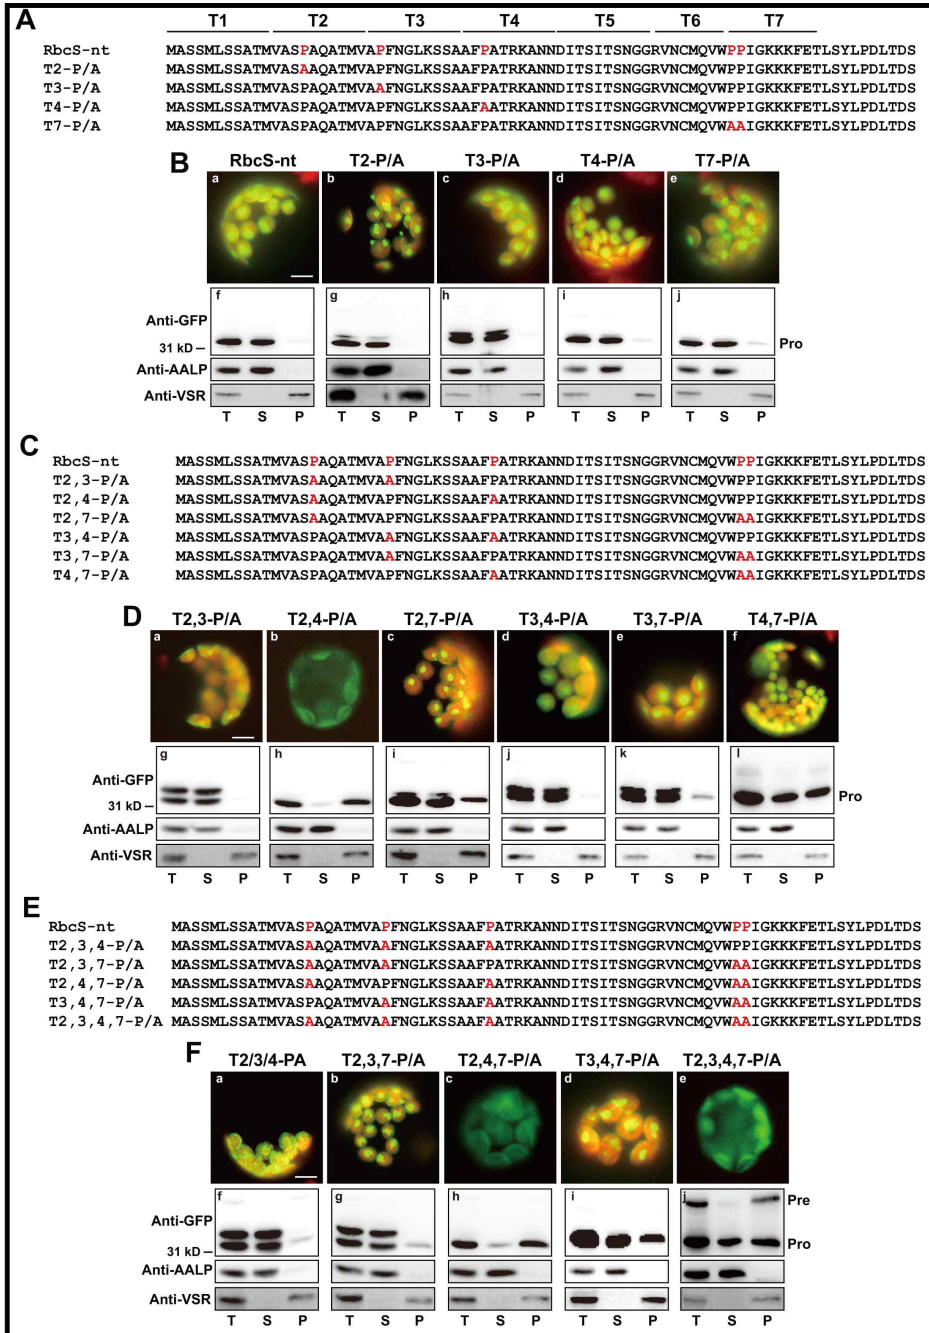 A
T1 T2 T3 T4 T5 T6 T7
RbcS-nt MASSMLSSATMVASPAQATMVAPFNGLKSSAAFPATRKANNDITSITSNGGRVNCMQVWPPIGKKKFETLSYLPDLTDS
T2-P/A MASSMLSSATMVASAAQATMVAPFNGLKSSAAFPATRKANNDITSITSNGGRVNCMQVWPPIGKKKFETLSYLPDLTDS
T3-P/A MASSMLSSATMVASPAQATMVAAFNGLKSSAAFPATRKANNDITSITSNGGRVNCMQVWPPIGKKKFETLSYLPDLTDS
T4-P/A MASSMLSSATMVASPAQATMVAPFNGLKSSAAFAATRKANNDITSITSNGGRVNCMQVWPPIGKKKFETLSYLPDLTDS
T7-P/A MASSMLSSATMVASPAQATMVAPFNGLKSSAAFPATRKANNDITSITSNGGRVNCMQVWAAIGKKKFETLSYLPDLTDS
B
RbcS-nt T2-P/A T3-P/A T4-P/A T7-P/A
a b c d e
f g h i j
Anti-GFP
31 kD Pro
Anti-AALP
Anti-VSR
T S P T S P T S P T S P T S P
C
RbcS-nt MASSMLSSATMVASPAQATMVAPFNGLKSSAAFPATRKANNDITSITSNGGRVNCMQVWPPIGKKKFETLSYLPDLTDS
T2,3-P/A MASSMLSSATMVASAAQATMVAAFNGLKSSAAFPATRKANNDITSITSNGGRVNCMQVWPPIGKKKFETLSYLPDLTDS
T2,4-P/A MASSMLSSATMVASAAQATMVAPFNGLKSSAAFAATRKANNDITSITSNGGRVNCMQVWPPIGKKKFETLSYLPDLTDS
T2,7-P/A MASSMLSSATMVASAAQATMVAPFNGLKSSAAFPATRKANNDITSITSNGGRVNCMQVWAAIGKKKFETLSYLPDLTDS
T3,4-P/A MASSMLSSATMVASPAQATMVAAFNGLKSSAAFAATRKANNDITSITSNGGRVNCMQVWPPIGKKKFETLSYLPDLTDS
T3,7-P/A MASSMLSSATMVASPAQATMVAAFNGLKSSAAFPATRKANNDITSITSNGGRVNCMQVWAAIGKKKFETLSYLPDLTDS
T4,7-P/A MASSMLSSATMVASPAQATMVAPFNGLKSSAAFAATRKANNDITSITSNGGRVNCMQVWAAIGKKKFETLSYLPDLTDS
D
T2,3-P/A T2,4-P/A T2,7-P/A T3,4-P/A T3,7-P/A T4,7-P/A
a b c d e f
g h i j k l
Anti-GFP
31 kD Pro
Anti-AALP
Anti-VSR
T S P T S P T S P T S P T S P T S P
E
RbcS-nt MASSMLSSATMVASPAQATMVAPFNGLKSSAAFPATRKANNDITSITSNGGRVNCMQVWPPIGKKKFETLSYLPDLTDS
T2,3,4-P/A MASSMLSSATMVASAAQATMVAAFNGLKSSAAFAATRKANNDITSITSNGGRVNCMQVWPPIGKKKFETLSYLPDLTDS
T2,3,7-P/A MASSMLSSATMVASAAQATMVAAFNGLKSSAAFPATRKANNDITSITSNGGRVNCMQVWAAIGKKKFETLSYLPDLTDS
T2,4,7-P/A MASSMLSSATMVASAAQATMVAPFNGLKSSAAFAATRKANNDITSITSNGGRVNCMQVWAAIGKKKFETLSYLPDLTDS
T3,4,7-P/A MASSMLSSATMVASPAQATMVAAFNGLKSSAAFAATRKANNDITSITSNGGRVNCMQVWAAIGKKKFETLSYLPDLTDS
T2,3,4,7-P/A MASSMLSSATMVASAAQATMVAAFNGLKSSAAFAATRKANNDITSITSNGGRVNCMQVWAAIGKKKFETLSYLPDLTDS
F
T2/3/4-PA T2,3,7-P/A T2,4,7-P/A T3,4,7-P/A T2,3,4,7-P/A
a b c d e
f g h i j Pre
Anti-GFP Pro
31 kD
Anti-AALP
Anti-VSR
T S P T S P T S P T S P T S P